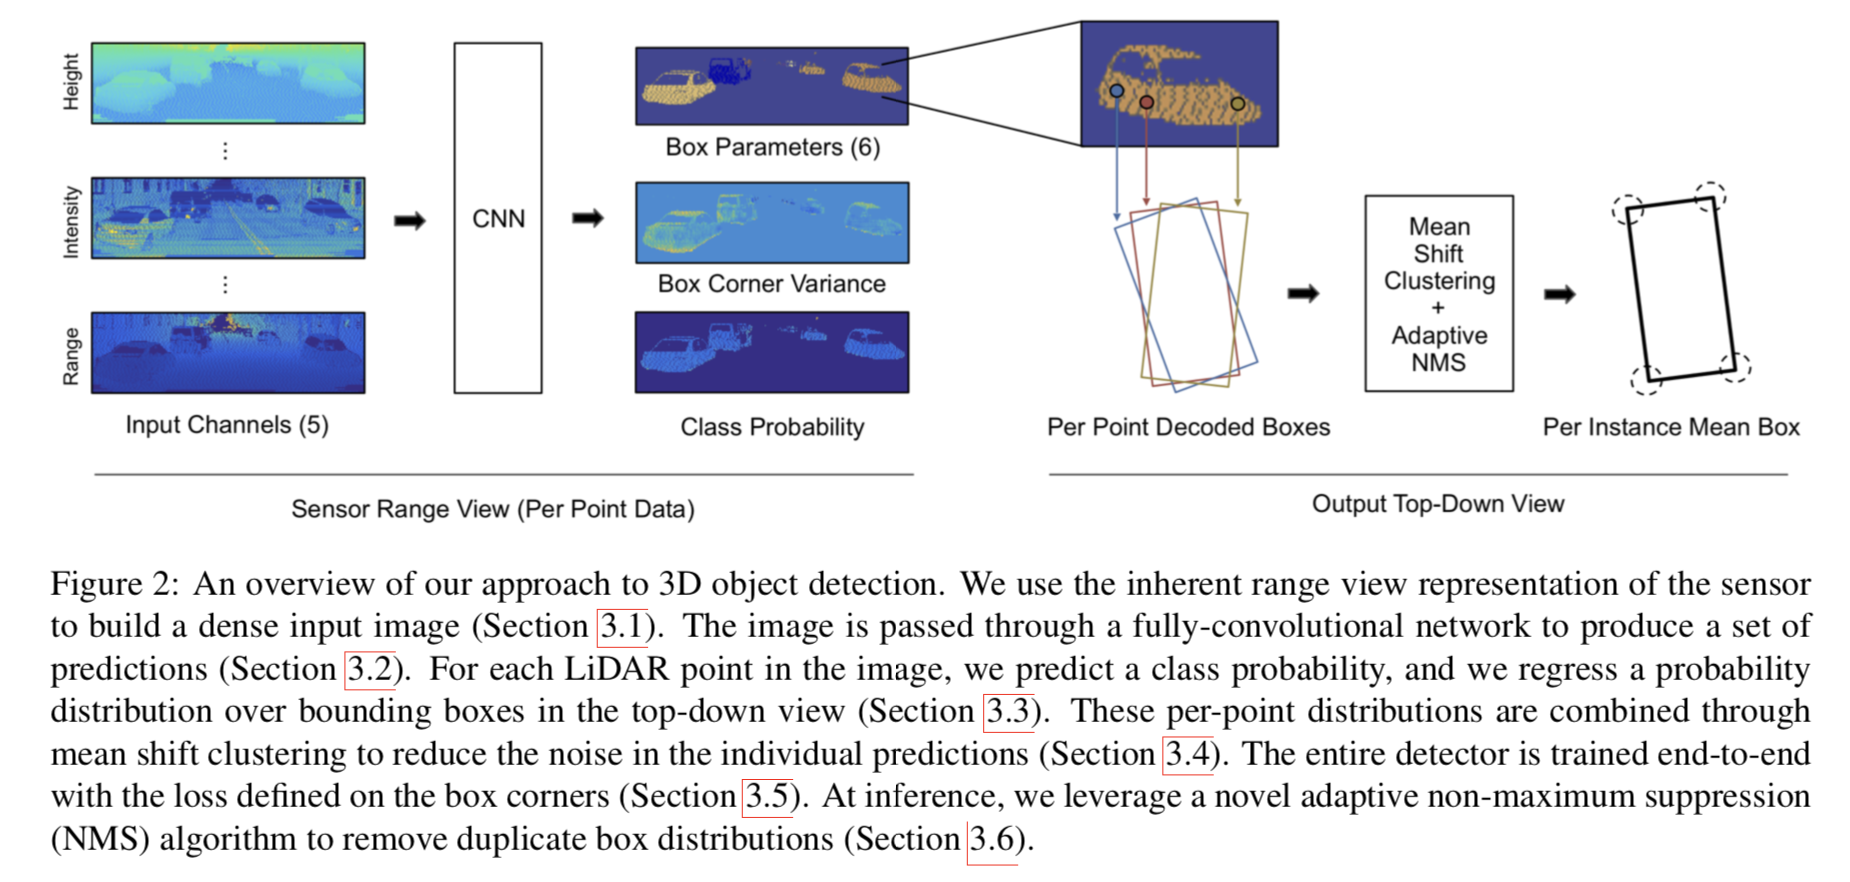 Height
Intensity
Range
Input Channels (5)
CNN
Box Parameters (6)
Box Corner Variance
Class Probability
Sensor Range View (Per Point Data)
Per Point Decoded Boxes
Mean
Shift
Clustering
+
Adaptive
NMS
Per Instance Mean Box
Output Top-Down View
Figure 2: An overview of our approach to 3D object detection. We use the inherent range view representation of the sensor
to build a dense input image (Section 3.1). The image is passed through a fully-convolutional network to produce a set of
predictions (Section 3.2). For each LiDAR point in the image, we predict a class probability, and we regress a probability
distribution over bounding boxes in the top-down view (Section 3.3). These per-point distributions are combined through
mean shift clustering to reduce the noise in the individual predictions (Section 3.4). The entire detector is trained end-to-end
with the loss defined on the box corners (Section 3.5). At inference, we leverage a novel adaptive non-maximum suppression
(NMS) algorithm to remove duplicate box distributions (Section 3.6).